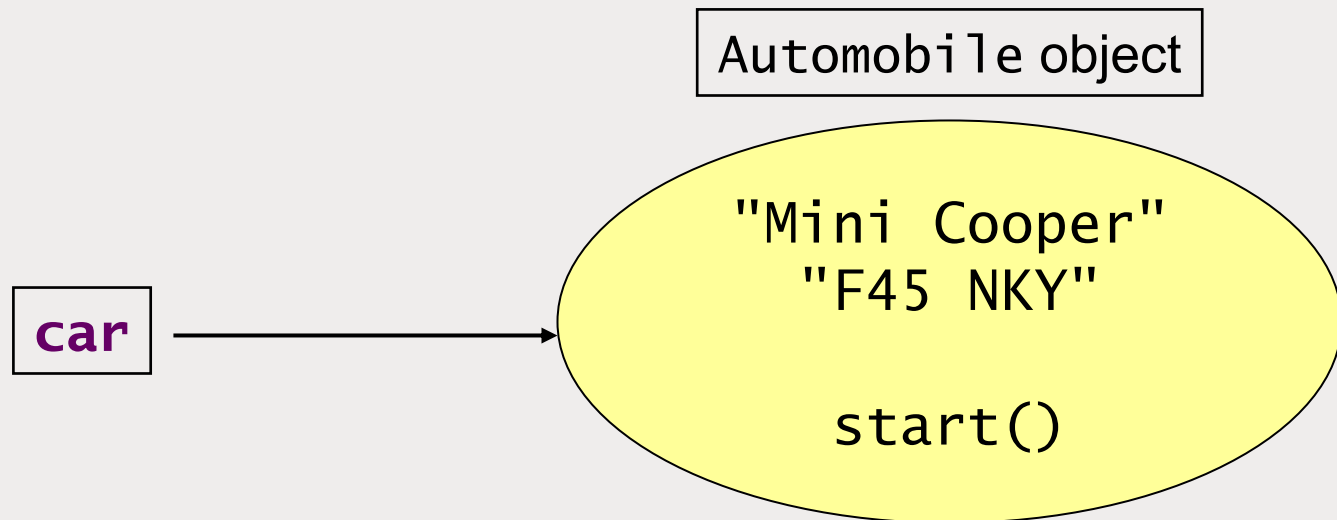 Automobile object
"Mini Cooper"
"F45 NKY"
car
start()